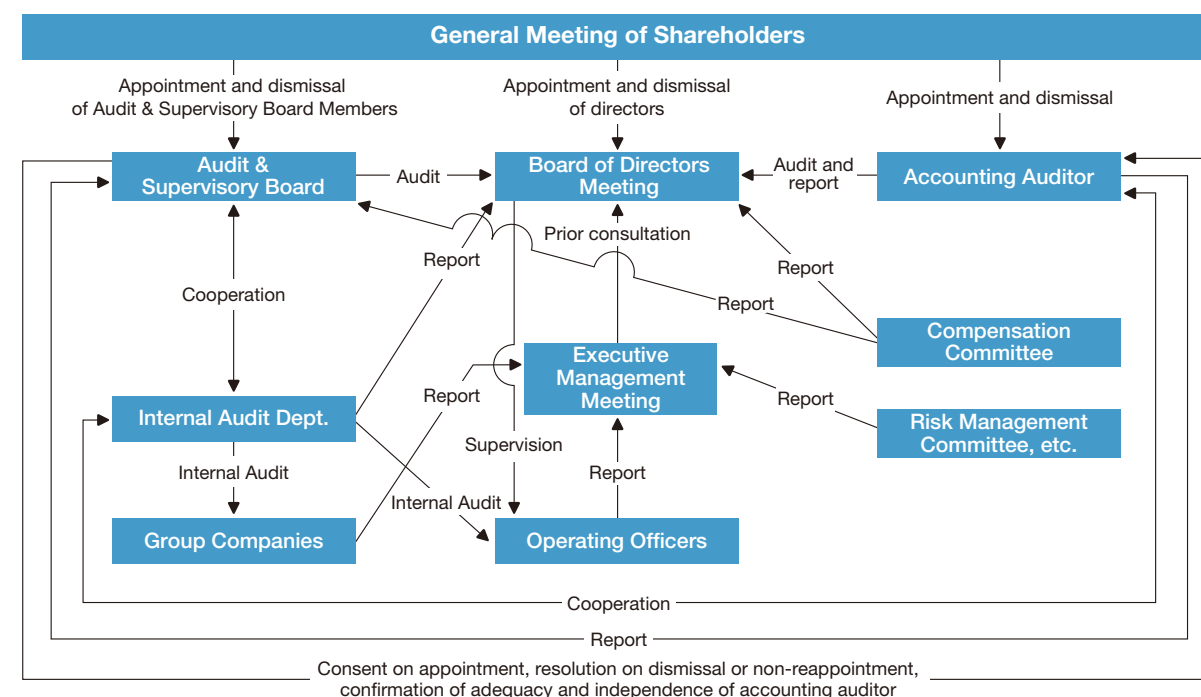 General Meeting of Shareholders
Appointment and dismissal
of Audit & Supervisory Board Members
Appointment and dismissal
of directors
Appointment and dismissal
Audit &
Supervisory Board
Audit
Board of Directors
Meeting
Audit and
report
Accounting Auditor
Prior consultation
Report
Report
Cooperation
Report
Compensation
Committee
Executive
Management
Meeting
Report
Report
Internal Audit Dept.
Risk Management
Committee, etc.
Supervision
Internal Audit
Report
Internal Audit
Group Companies
Operating Officers
Cooperation
Report
Consent on appointment, resolution on dismissal or non-reappointment,
confirmation of adequacy and independence of accounting auditor